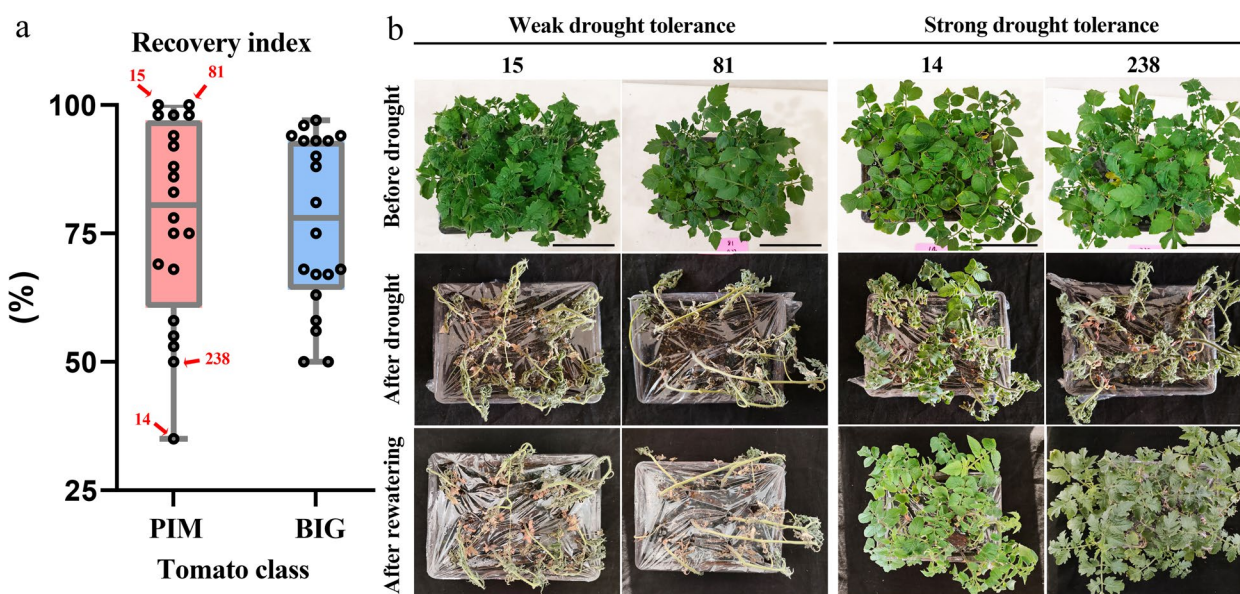 a
Recovery index
15
81
100
75
50
25
(%)
238
14
PIM
BIG
Tomato class
b
Weak drought tolerance
Strong drought tolerance
15
81
14
238
Before drought
After drought
After rewatering
81